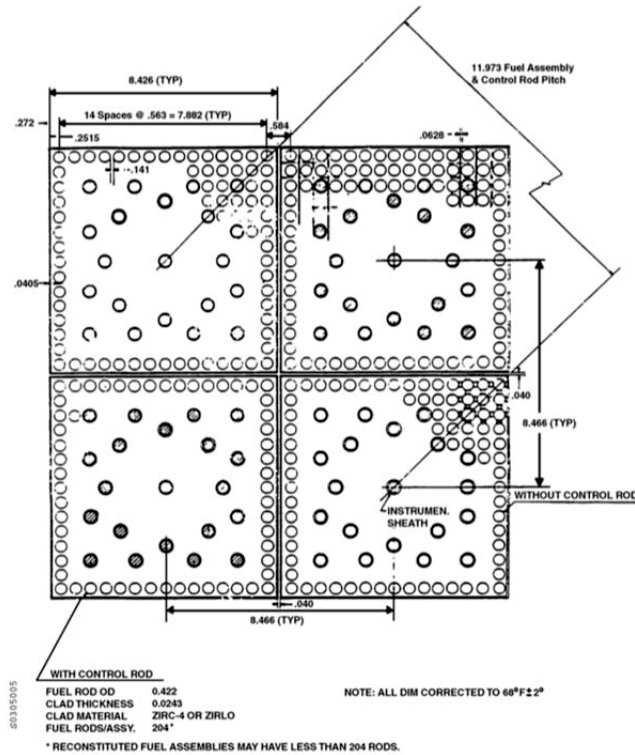 11.973 Fuel Assembly
& Control Rod Pitch
8.426 (TYP)
14 Spaces @ .563 = 7.882 (TYP)
.272
.2515
.584
.0628
.141
.0405
.040
8.466 (TYP)
WITHOUT CONTROL ROD
INSTRUMEN.
SHEATH
.040
8.466 (TYP)
WITH CONTROL ROD
FUEL ROD OD 0.422
CLAD THICKNESS 0.0243
CLAD MATERIAL ZIRC-4 OR ZIRLO
FUEL RODS/ASSY. 204*
NOTE: ALL DIM CORRECTED TO 68°F±2°
* RECONSTITUTED FUEL ASSEMBLIES MAY HAVE LESS THAN 204 RODS.
S0305005